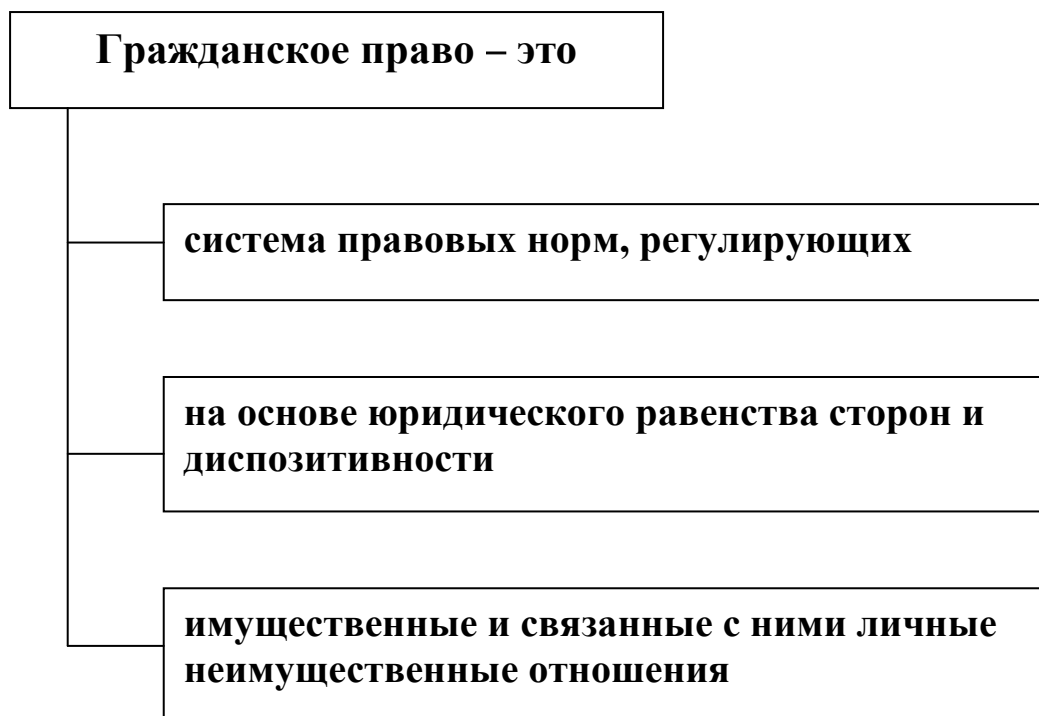 Гражданское право – это
система правовых норм, регулирующих
на основе юридического равенства сторон и
диспозитивности
имущественные и связанные с ними личные
неимущественные отношения